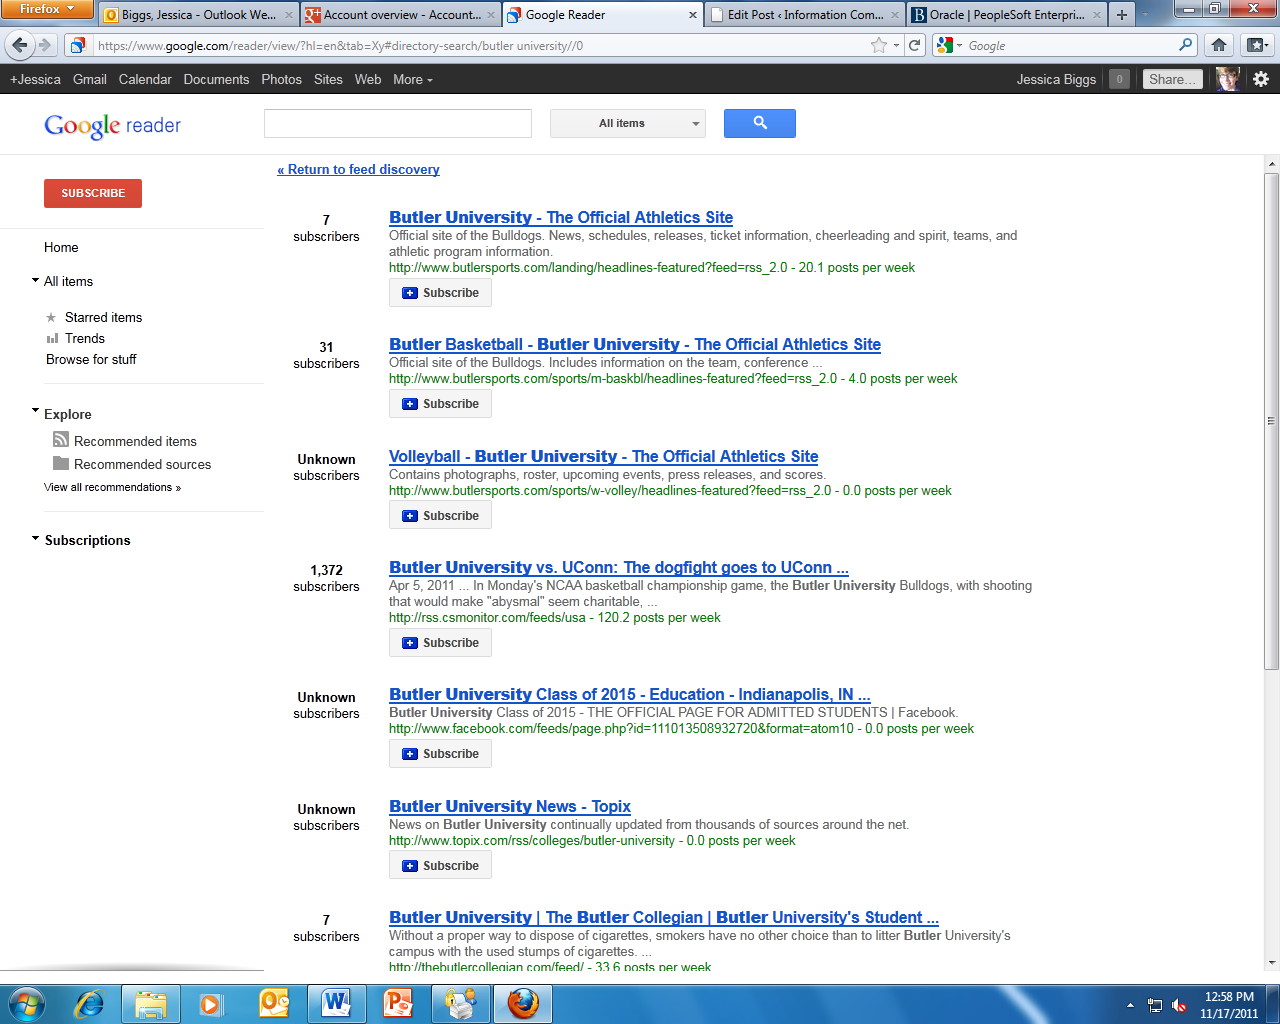 Firefox
Biggs, Jessica - Outlook We...
Account overview - Account...
Google Reader
Edit Post ‹ Information Com...
Oracle | PeopleSoft Enterpri...
https://www.google.com/reader/view/?hl=en&tab=Xy#directory-search/butler university//0
Google
+Jessica Gmail Calendar Documents Photos Sites Web More
Jessica Biggs 0 Share...
Google reader
All items
« Return to feed discovery
SUBSCRIBE
Home
All items
Starred items
Trends
Browse for stuff
Explore
Recommended items
Recommended sources
View all recommendations »
Subscriptions
7
subscribers
Butler University - The Official Athletics Site
Official site of the Bulldogs. News, schedules, releases, ticket information, cheerleading and spirit, teams, and
athletic program information.
http://www.butlersports.com/landing/headlines-featured?feed=rss_2.0 - 20.1 posts per week
Subscribe
31
subscribers
Butler Basketball - Butler University - The Official Athletics Site
Official site of the Bulldogs. Includes information on the team, conference ...
http://www.butlersports.com/sports/m-baskbl/headlines-featured?feed=rss_2.0 - 4.0 posts per week
Subscribe
Unknown
subscribers
Volleyball - Butler University - The Official Athletics Site
Contains photographs, roster, upcoming events, press releases, and scores.
http://www.butlersports.com/sports/w-volley/headlines-featured?feed=rss_2.0 - 0.0 posts per week
Subscribe
1,372
subscribers
Butler University vs. UConn: The dogfight goes to UConn ...
Apr 5, 2011 ... In Monday's NCAA basketball championship game, the Butler University Bulldogs, with shooting
that would make "abysmal" seem charitable, ...
http://rss.csmonitor.com/feeds/usa - 120.2 posts per week
Subscribe
Unknown
subscribers
Butler University Class of 2015 - Education - Indianapolis, IN ...
Butler University Class of 2015 - THE OFFICIAL PAGE FOR ADMITTED STUDENTS | Facebook.
http://www.facebook.com/feeds/page.php?id=111013508932720&format=atom10 - 0.0 posts per week
Subscribe
Unknown
subscribers
Butler University News - Topix
News on Butler University continually updated from thousands of sources around the net.
http://www.topix.com/rss/colleges/butler-university - 0.0 posts per week
Subscribe
7
subscribers
Butler University | The Butler Collegian | Butler University's Student ...
Without a proper way to dispose of cigarettes, smokers have no other choice than to litter Butler University's
campus with the used stumps of cigarettes. ...
http://thebutlercollegian.com/feed/ - 33.6 posts per week
12:58 PM
11/17/2011